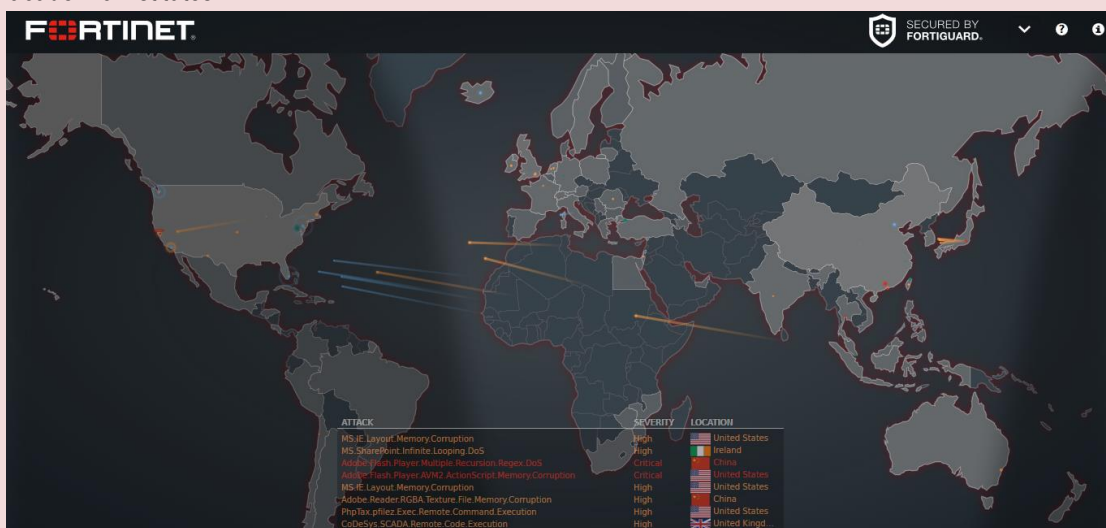 FORTINET
SECURED BY
FORTIGUARD.
ATTACK SEVERITY LOCATION
MS.IE.Layout.Memory.Corruption High United States
MS.SharePoint.Infinite.Looping.DoS High Ireland
Adobe.Flash.Player.Multiple.Recursion.Regex.DoS Critical China
Adobe.Flash.Player.AVM2.ActionScript.Memory.Corruption Critical United States
MS.IE.Layout.Memory.Corruption High United States
Adobe.Reader.RGBA.Texture.File.Memory.Corruption High China
PhpTax.pfilez.Exec.Remote.Command.Execution High United States
CoDeSys.SCADA.Remote.Code.Execution High United Kingd...